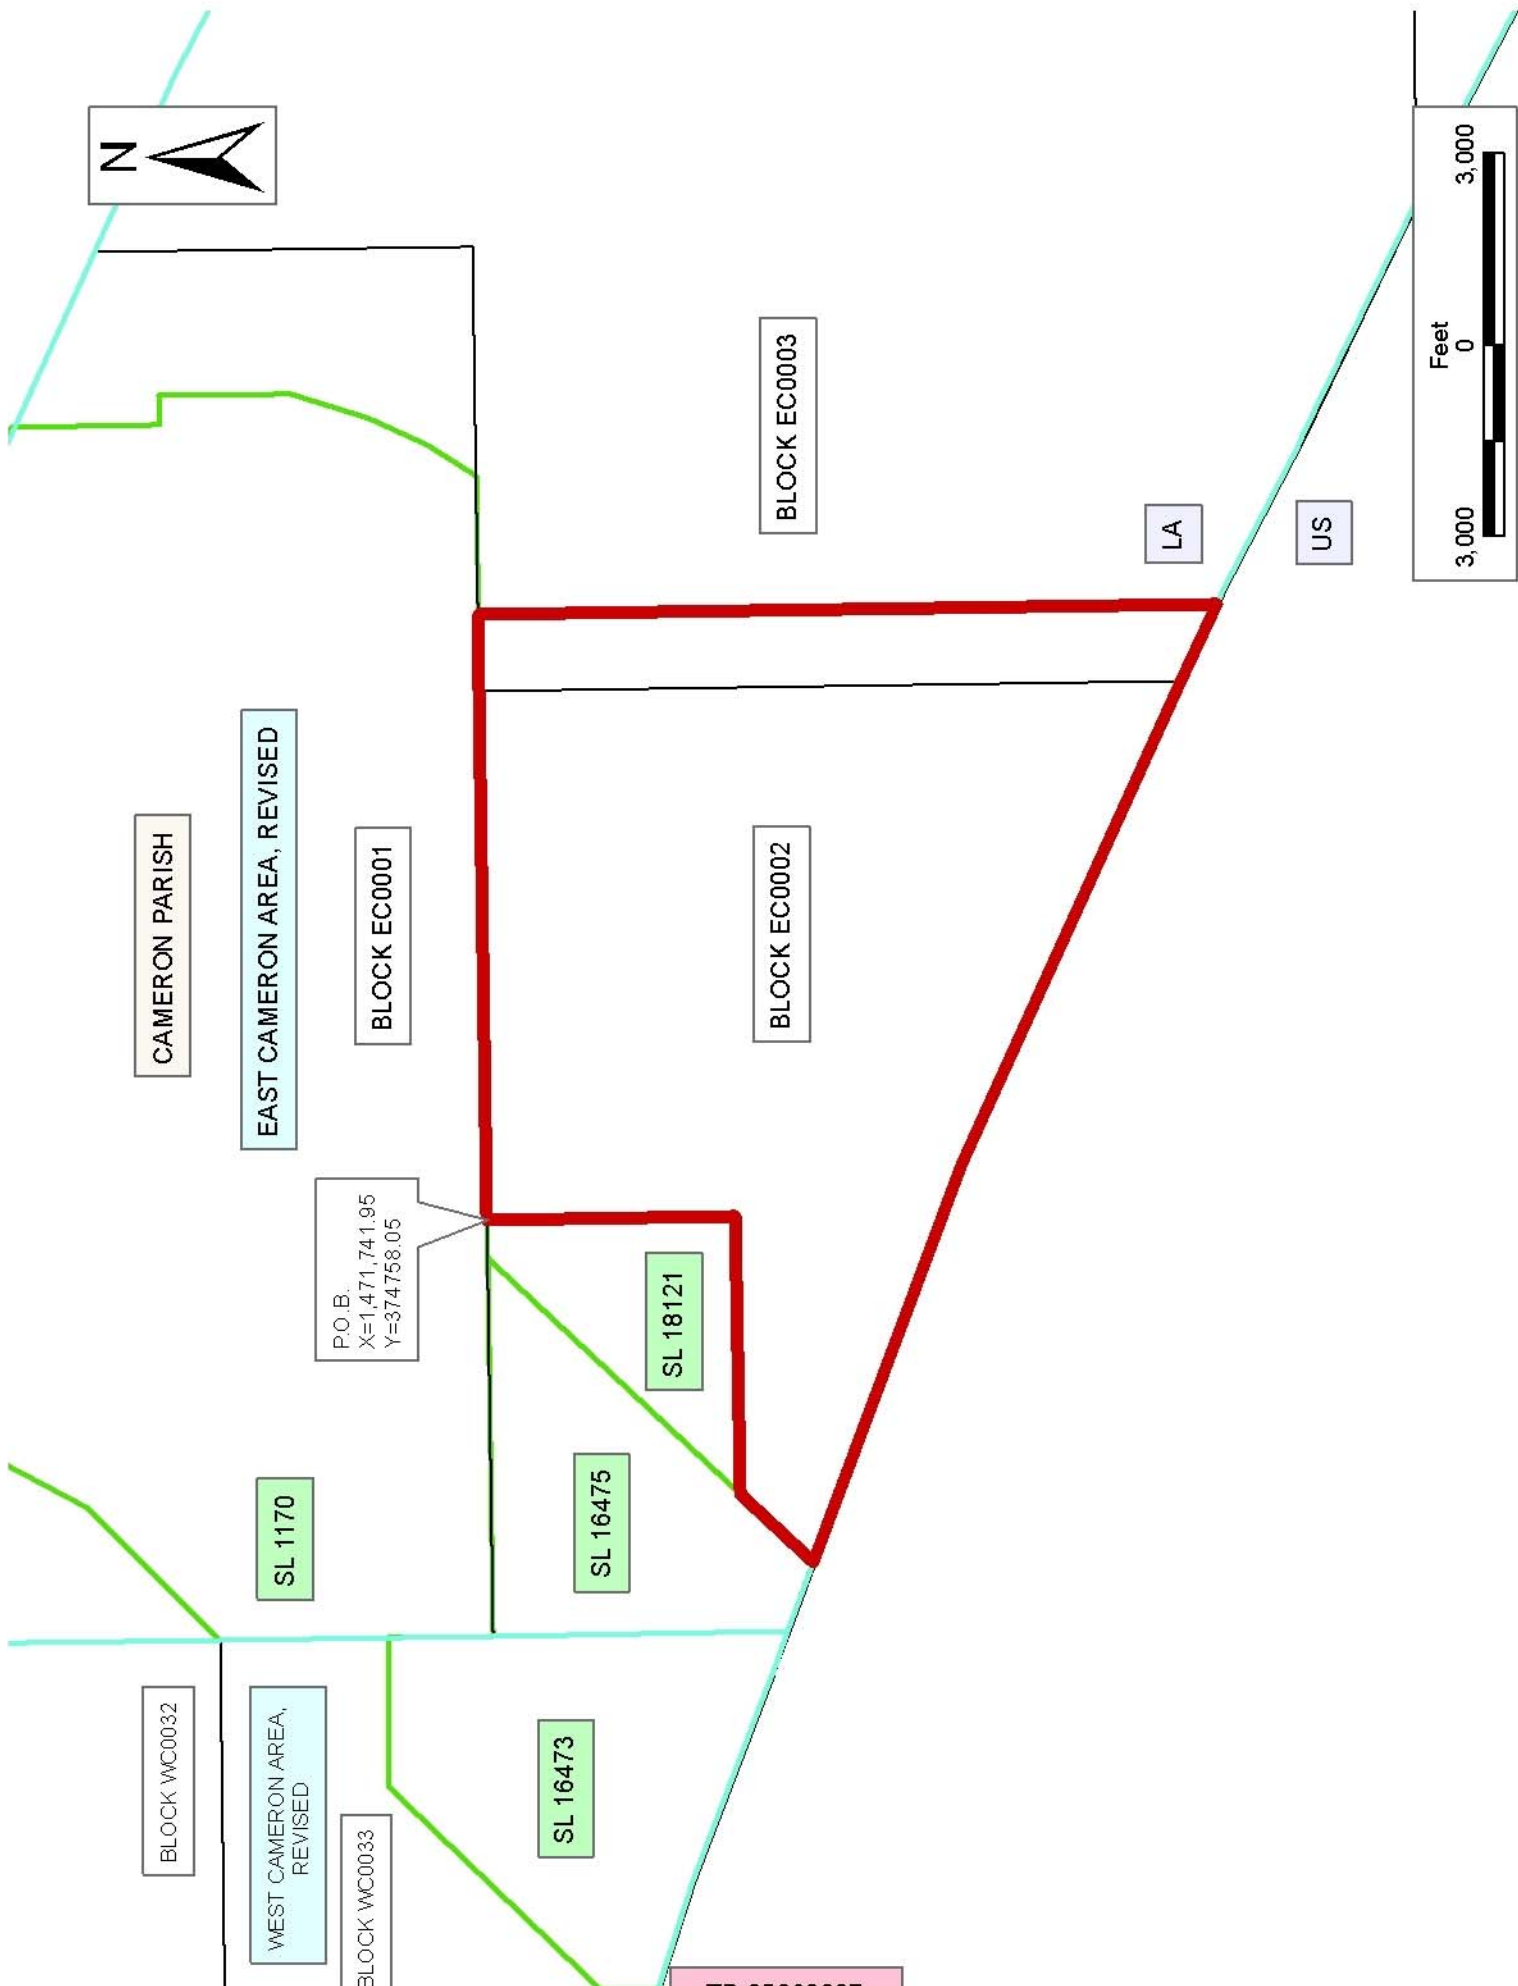 N
CAMERON PARISH
EAST CAMERON AREA, REVISED
BLOCK EC0001
P.O.B.
X=1,471,741.95
Y=374758.05
SL 1170
BLOCK WC0032
WEST CAMERON AREA,
REVISED
BLOCK WC0033
SL 16473
SL 16475
SL 18121
BLOCK EC0002
BLOCK EC0003
LA
US
Feet
3,000 0 3,000